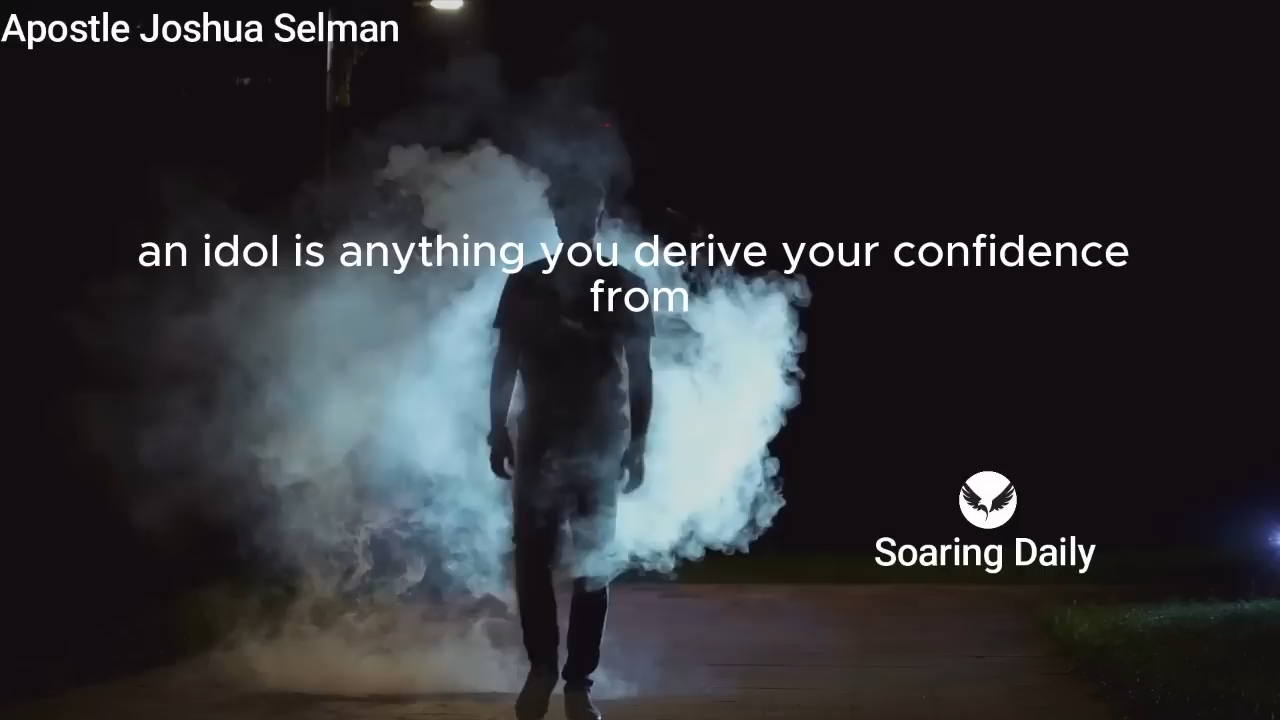 Apostle Joshua Selman
an idol is anything you derive your confidence
from
Soaring Daily